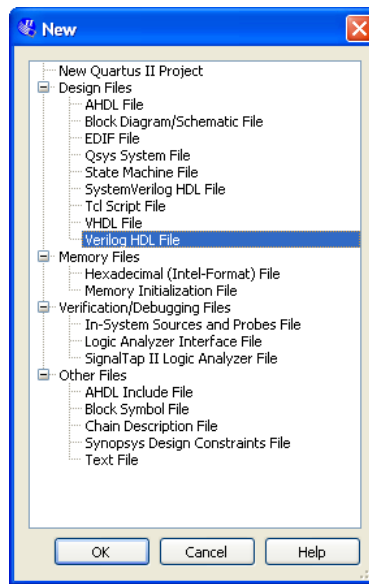 New
New Quartus II Project
Design Files
AHDL File
Block Diagram/Schematic File
EDIF File
Qsys System File
State Machine File
SystemVerilog HDL File
Tcl Script File
VHDL File
Verilog HDL File
Memory Files
Hexadecimal (Intel-Format) File
Memory Initialization File
Verification/Debugging Files
In-System Sources and Probes File
Logic Analyzer Interface File
SignalTap II Logic Analyzer File
Other Files
AHDL Include File
Block Symbol File
Chain Description File
Synopsys Design Constraints File
Text File
OK Cancel Help